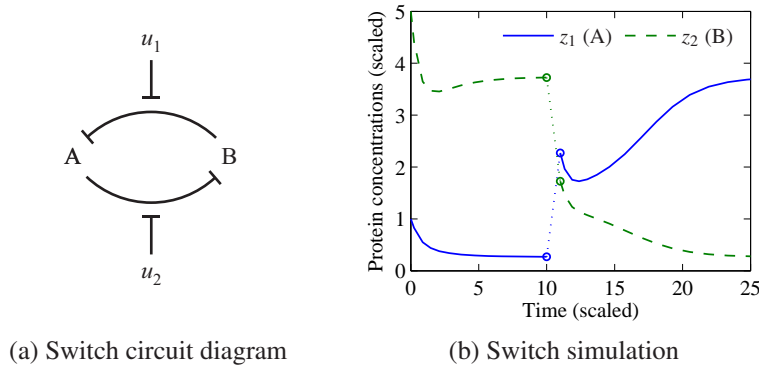 u1
A
B
u2
(a) Switch circuit diagram
5
4
3
2
1
0
Protein concentrations (scaled)
z1 (A)
z2 (B)
0 5 10 15 20 25
Time (scaled)
(b) Switch simulation